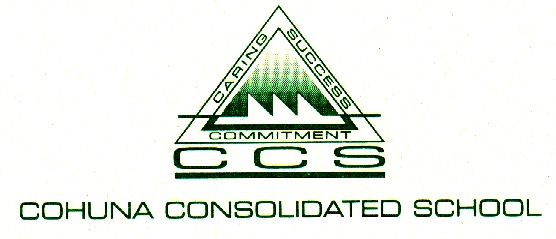 CARING
SUCCESS
COMMITMENT
CCS
COHUNA CONSOLIDATED SCHOOL